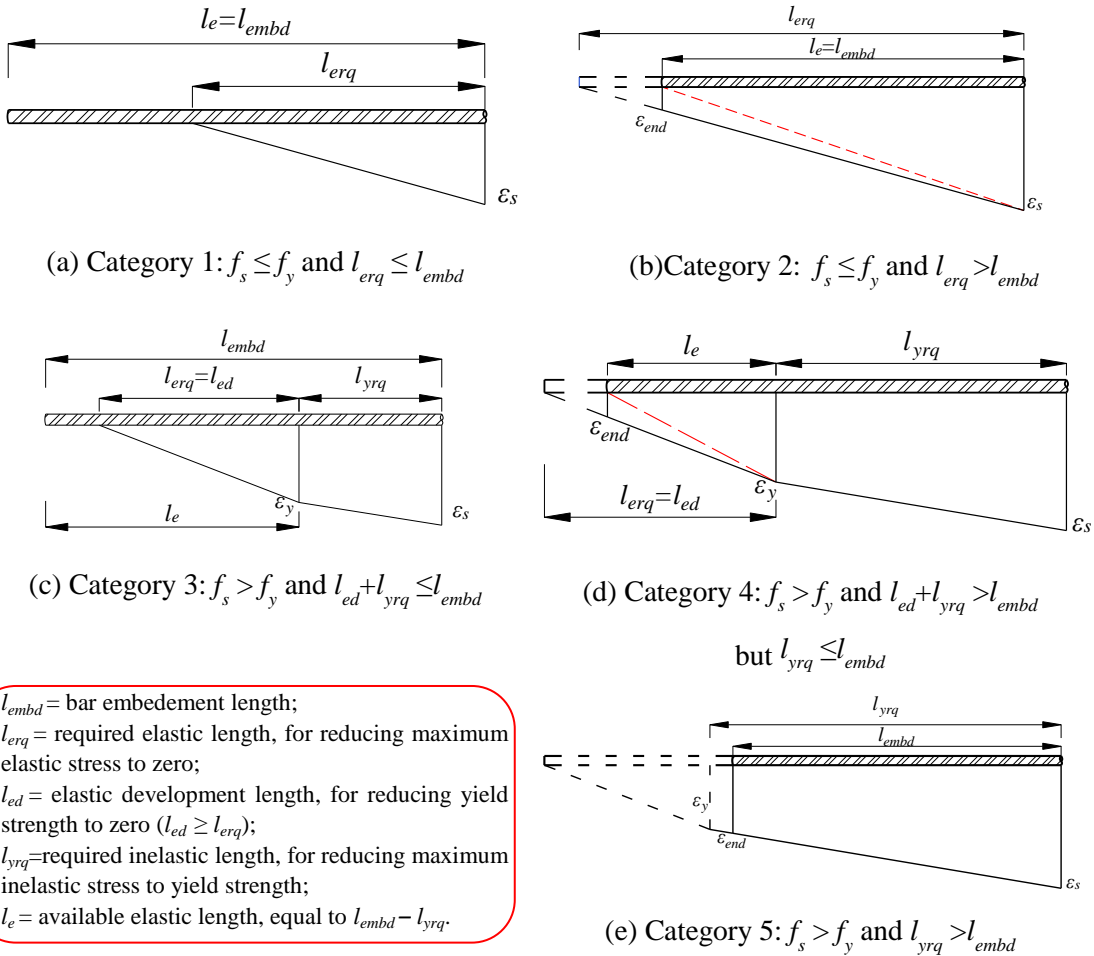 l_e=l_embd
l_erq
ε_s
(a) Category 1: f_s ≤ f_y and l_erq ≤ l_embd
l_erq
l_e=l_embd
ε_end
ε_s
(b)Category 2: f_s ≤ f_y and l_erq >l_embd
l_embd
l_erq=l_ed
l_yrq
ε_y
ε_s
l_e
(c) Category 3: f_s > f_y and l_ed+l_yrq ≤l_embd
l_e
l_yrq
ε_end
ε_y
l_erq=l_ed
ε_s
(d) Category 4: f_s > f_y and l_ed+l_yrq >l_embd
but l_yrq ≤l_embd
l_embd = bar embedement length;
l_erq = required elastic length, for reducing maximum
elastic stress to zero;
l_ed = elastic development length, for reducing yield
strength to zero (l_ed ≥ l_erq);
l_yrq=required inelastic length, for reducing maximum
inelastic stress to yield strength;
l_e = available elastic length, equal to l_embd − l_yrq.
l_yrq
l_embd
ε_y
ε_end
ε_s
(e) Category 5: f_s > f_y and l_yrq >l_embd